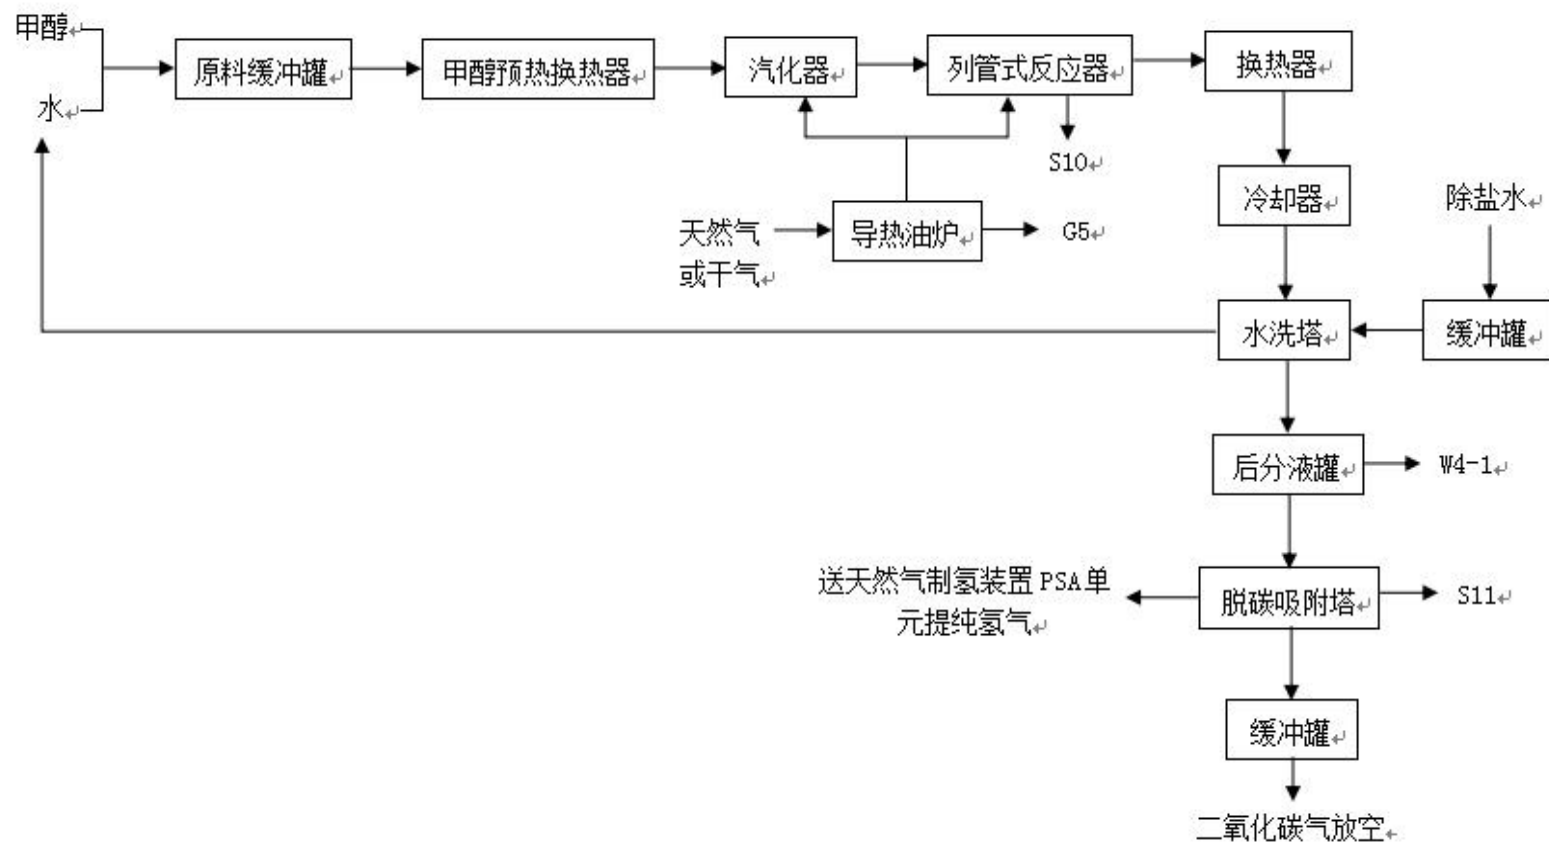 甲醇
水
原料缓冲罐
甲醇预热换热器
汽化器
列管式反应器
换热器
S10
冷却器
除盐水
天然气
或干气
导热油炉
G5
水洗塔
缓冲罐
后分液罐
W4-1
送天然气制氢装置PSA单
元提纯氢气
脱碳吸附塔
S11
缓冲罐
二氧化碳气放空